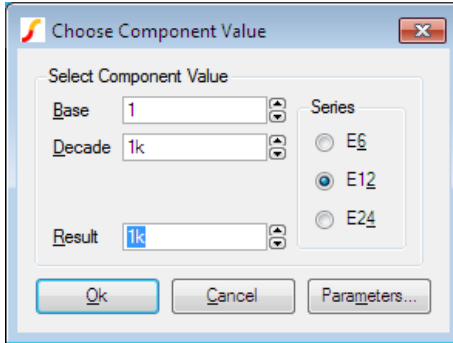 Choose Component Value
Select Component Value
Base 1
Decade 1k
Result 1k
Series
E6
E12
E24
Ok Cancel Parameters...